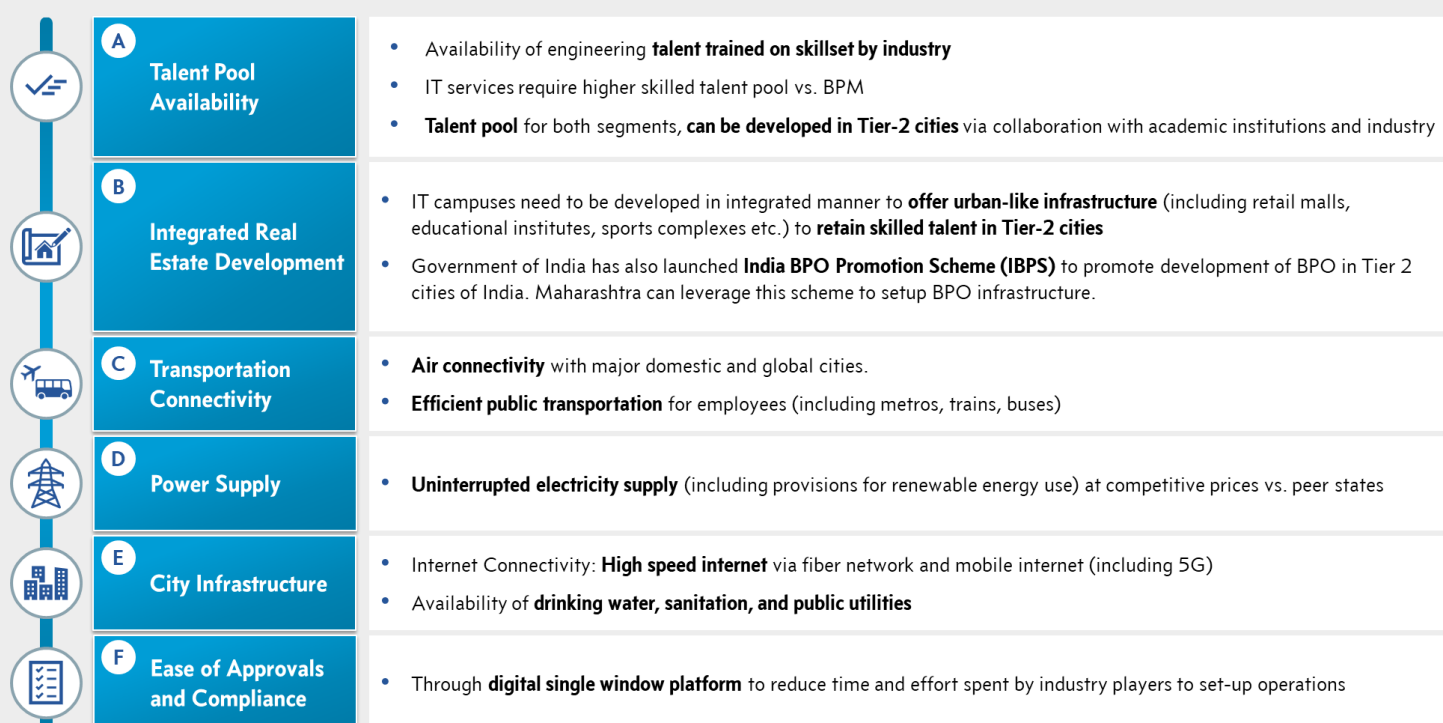 A
Talent Pool
Availability
• Availability of engineering talent trained on skillset by industry
• IT services require higher skilled talent pool vs. BPM
• Talent pool for both segments, can be developed in Tier-2 cities via collaboration with academic institutions and industry
B
Integrated Real
Estate Development
• IT campuses need to be developed in integrated manner to offer urban-like infrastructure (including retail malls,
educational institutes, sports complexes etc.) to retain skilled talent in Tier-2 cities
• Government of India has also launched India BPO Promotion Scheme (IBPS) to promote development of BPO in Tier 2
cities of India. Maharashtra can leverage this scheme to setup BPO infrastructure.
C
Transportation
Connectivity
• Air connectivity with major domestic and global cities.
• Efficient public transportation for employees (including metros, trains, buses)
D
Power Supply
• Uninterrupted electricity supply (including provisions for renewable energy use) at competitive prices vs. peer states
E
City Infrastructure
• Internet Connectivity: High speed internet via fiber network and mobile internet (including 5G)
• Availability of drinking water, sanitation, and public utilities
F
Ease of Approvals
and Compliance
• Through digital single window platform to reduce time and effort spent by industry players to set-up operations